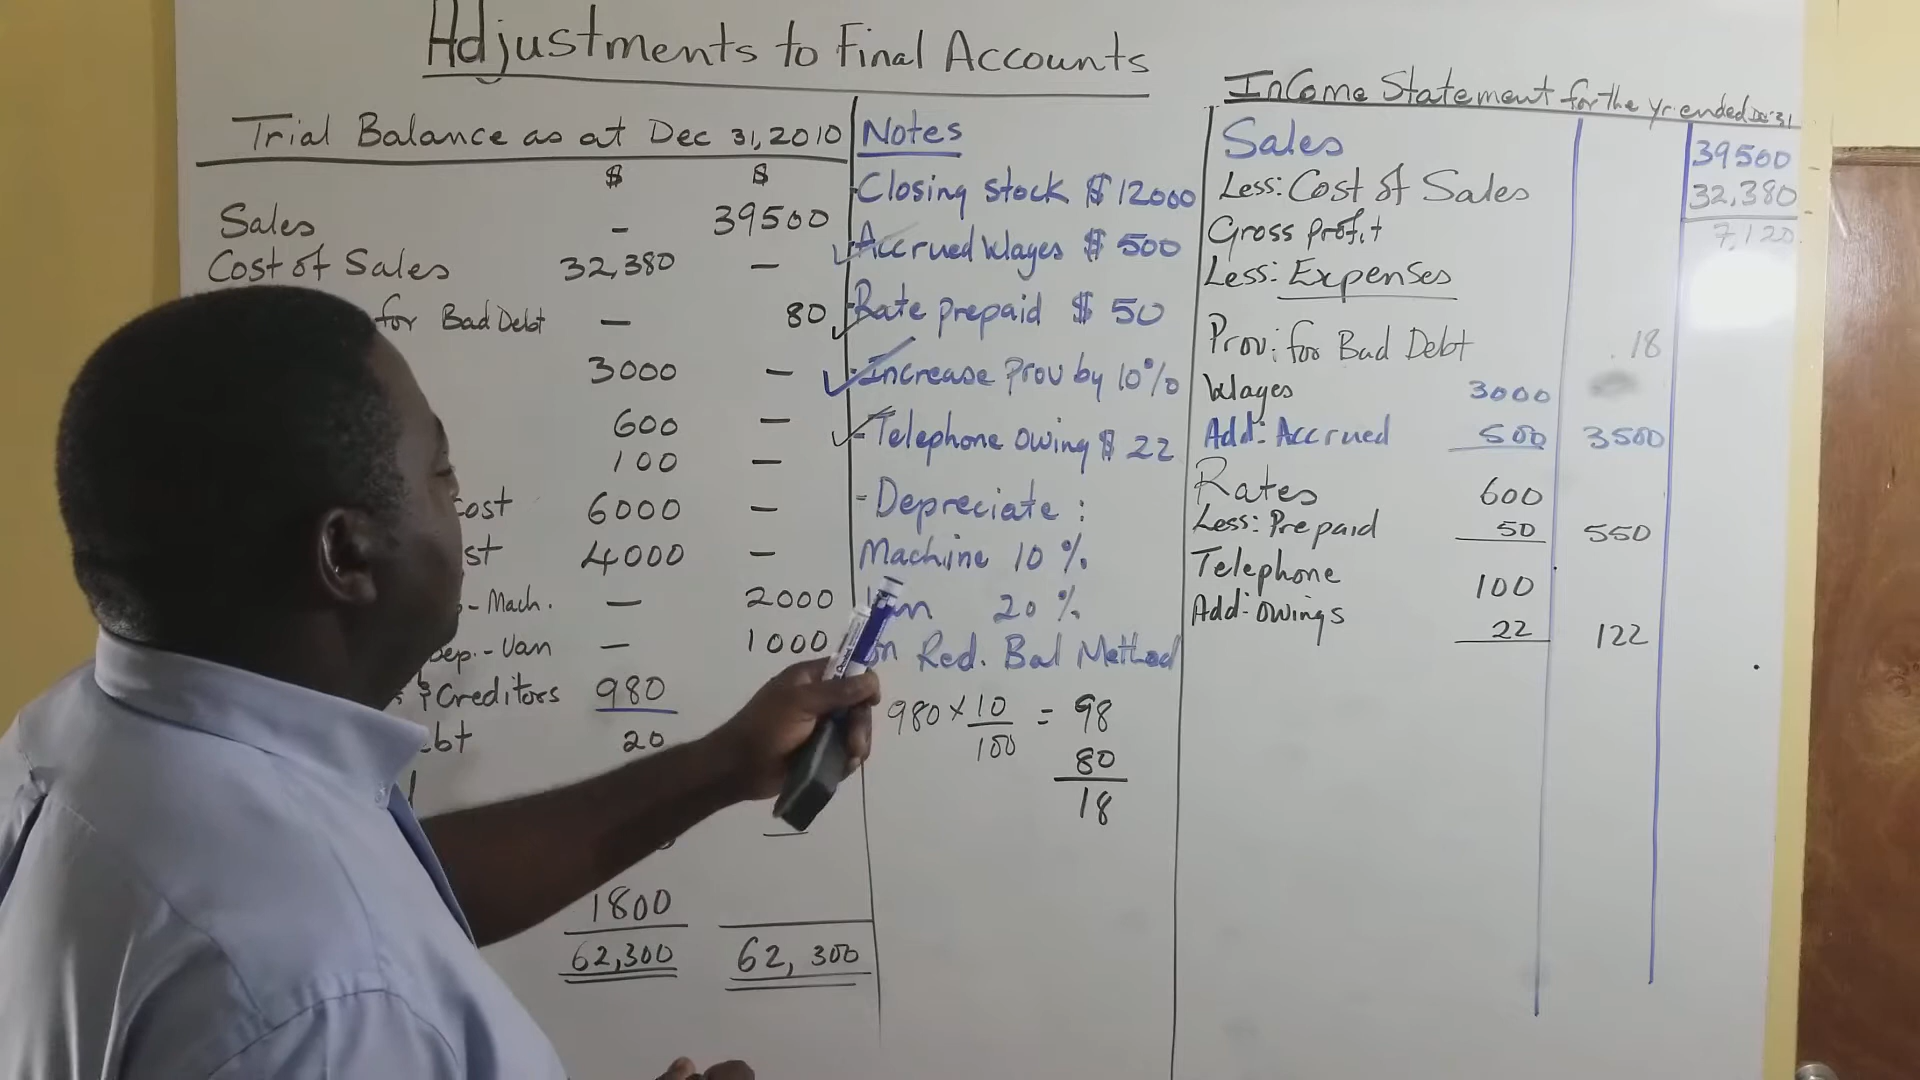 Adjustments to Final Accounts
Trial Balance as at Dec 31, 2010
$ $
Sales - 39500
Cost of Sales 32,380 -
for Bad Debt - 80
3000 -
600 -
100 -
cost 6000 -
st 4000 -
- Mach. - 2000
Dep. - Van - 1000
& Creditors 980
bt 20
1800
62,300 62,300
Notes
- Closing stock $ 12000
- Accrued Wages $ 500
- Rate prepaid $ 50
- Increase Prov by 10%
- Telephone Owing $ 22
- Depreciate :
Machine 10 %
20 %
Red. Bal Method
980 × 10/100 = 98
80
18
Income Statement for the yr. ended Dec 31
Sales 39500
Less: Cost of Sales 32,380
Gross profit 7,120
Less: Expenses
Prov: for Bad Debt 18
Wages 3000
Add: Accrued 500 3500
Rates 600
Less: Prepaid 50 550
Telephone 100
Add: Owings 22 122